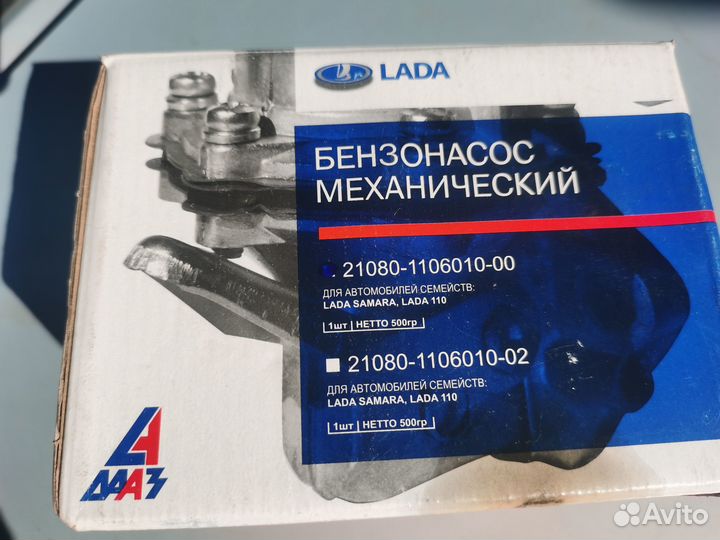 LADA
БЕНЗОНАСОС
МЕХАНИЧЕСКИЙ
21080-1106010-00
ДЛЯ АВТОМОБИЛЕЙ СЕМЕЙСТВ:
LADA SAMARA, LADA 110
1шт | НЕТТО 500гр
21080-1106010-02
ДЛЯ АВТОМОБИЛЕЙ СЕМЕЙСТВ:
LADA SAMARA, LADA 110
1шт | НЕТТО 500гр
ДААЗ
Avito